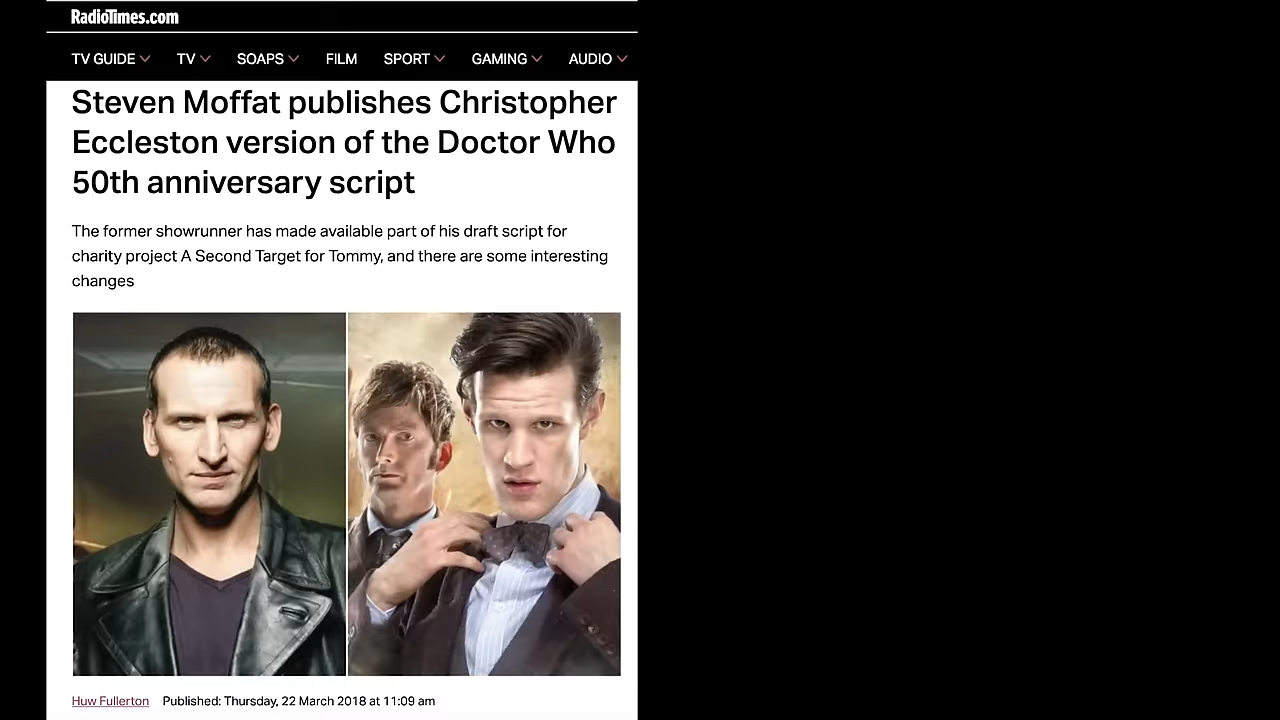 RadioTimes.com
TV GUIDE TV SOAPS FILM SPORT GAMING AUDIO
Steven Moffat publishes Christopher
Eccleston version of the Doctor Who
50th anniversary script
The former showrunner has made available part of his draft script for
charity project A Second Target for Tommy, and there are some interesting
changes
Huw Fullerton Published: Thursday, 22 March 2018 at 11:09 am